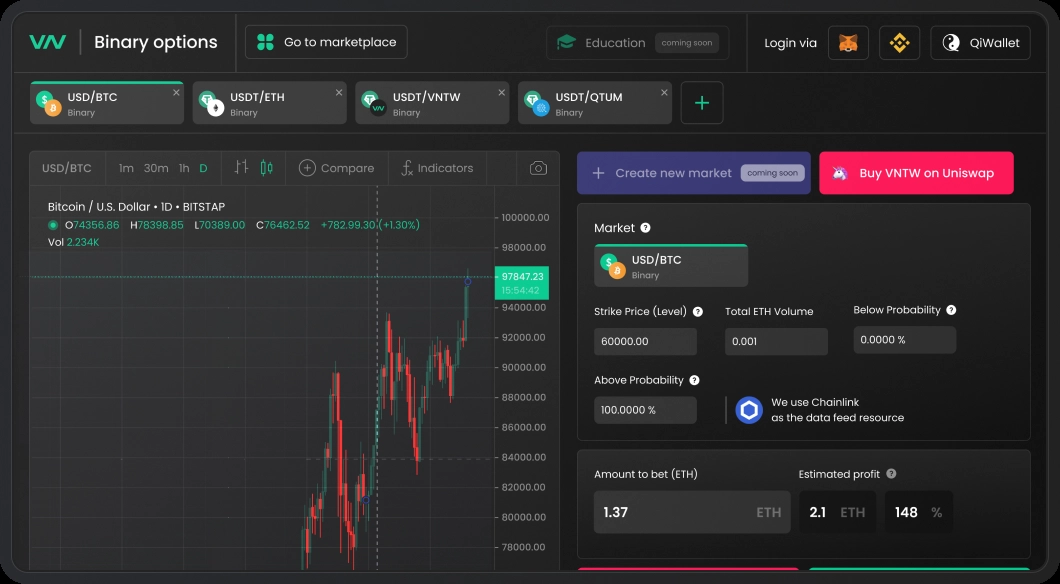 VNV
Binary options
Go to marketplace
Education
coming soon
Login via
QiWallet
USD/BTC
Binary
USDT/ETH
Binary
USDT/VNTW
Binary
USDT/QTUM
Binary
USD/BTC
1m 30m 1h D
Compare
Indicators
Bitcoin / U.S. Dollar • 1D • BITSTAP
O74356.86 H78398.85 L70389.00 C76462.52 +782.99.30 (+1.30%)
Vol 2.234K
100000.00
98000.00
97847.23
15:54:42
94000.00
92000.00
90000.00
88000.00
86000.00
84000.00
82000.00
80000.00
78000.00
Create new market
coming soon
Buy VNTW on Uniswap
Market ?
USD/BTC
Binary
Strike Price (Level) ?
60000.00
Total ETH Volume
0.001
Below Probability ?
0.0000 %
Above Probability ?
100.0000 %
We use Chainlink
as the data feed resource
Amount to bet (ETH)
1.37 ETH
Estimated profit ?
2.1 ETH
148 %